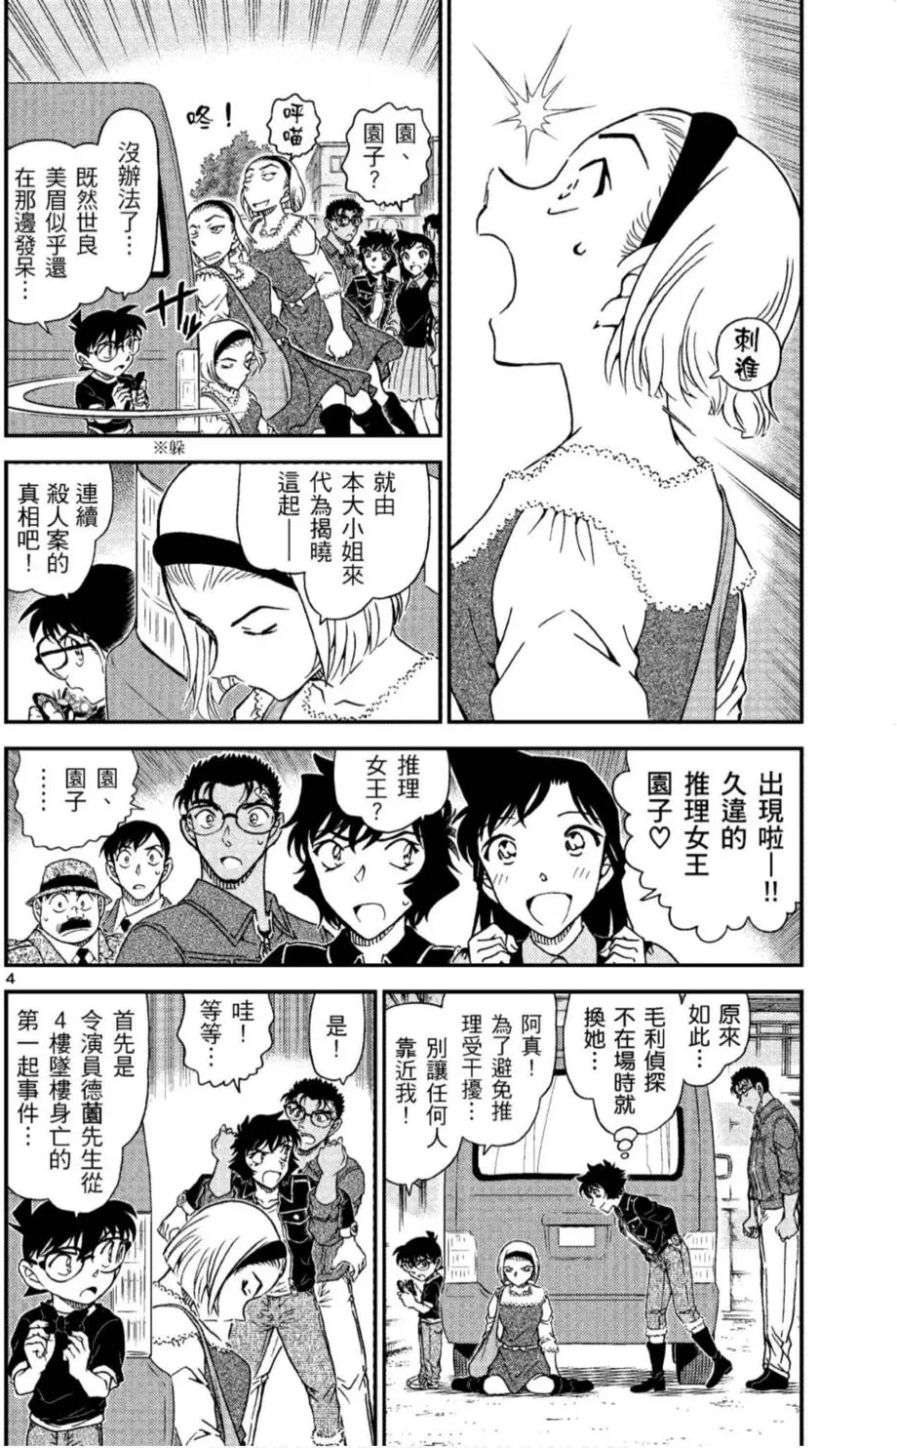 刺進
園、
園子?
呼喵
咚!
沒辦法了…
既然世良
美眉似乎還
在那邊發呆…
※躲
就由
本大小姐來
代為揭曉
這起—
連續
殺人案的
真相吧!
出現啦—!!
久違的
推理女王
園子♡
推理
女王?
園、
園子
……
4
原來
如此…
毛利偵探
不在場時就
換她…
阿真!
為了避免推
理受干擾…
別讓任何人
靠近我!
是!
哇!
等等…
首先是
令演員德薗先生從
4樓墜樓身亡的
第一起事件…